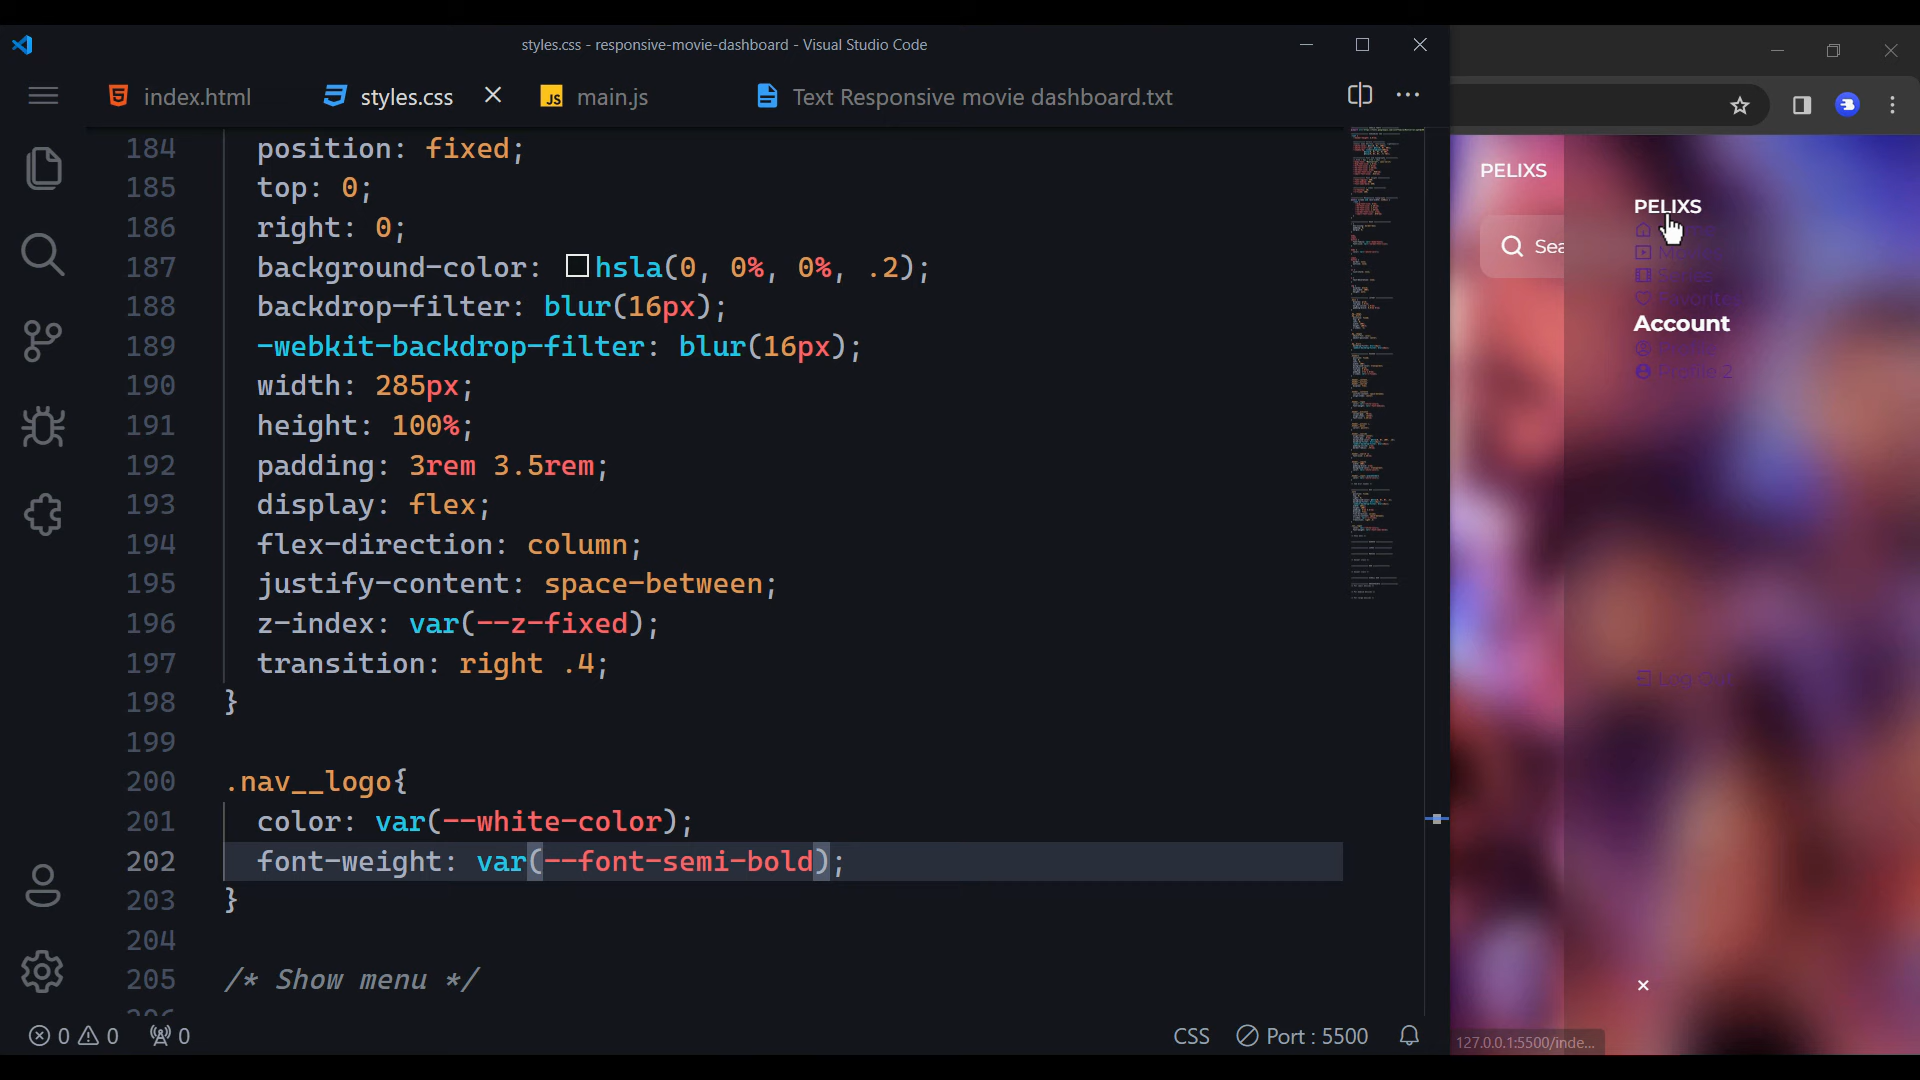 styles.css - responsive-movie-dashboard - Visual Studio Code
index.html
styles.css
main.js
Text Responsive movie dashboard.txt
184 position: fixed;
185 top: 0;
186 right: 0;
187 background-color: hsla(0, 0%, 0%, .2);
188 backdrop-filter: blur(16px);
189 -webkit-backdrop-filter: blur(16px);
190 width: 285px;
191 height: 100%;
192 padding: 3rem 3.5rem;
193 display: flex;
194 flex-direction: column;
195 justify-content: space-between;
196 z-index: var(--z-fixed);
197 transition: right .4;
198 }
199
200 .nav__logo{
201 color: var(--white-color);
202 font-weight: var(--font-semi-bold);
203 }
204
205 /* Show menu */
0 0 0
CSS
Port : 5500
PELIXS
Sea
PELIXS
Series
Favorites
Account
Profile 2
Log Out
127.0.0.1:5500/inde...